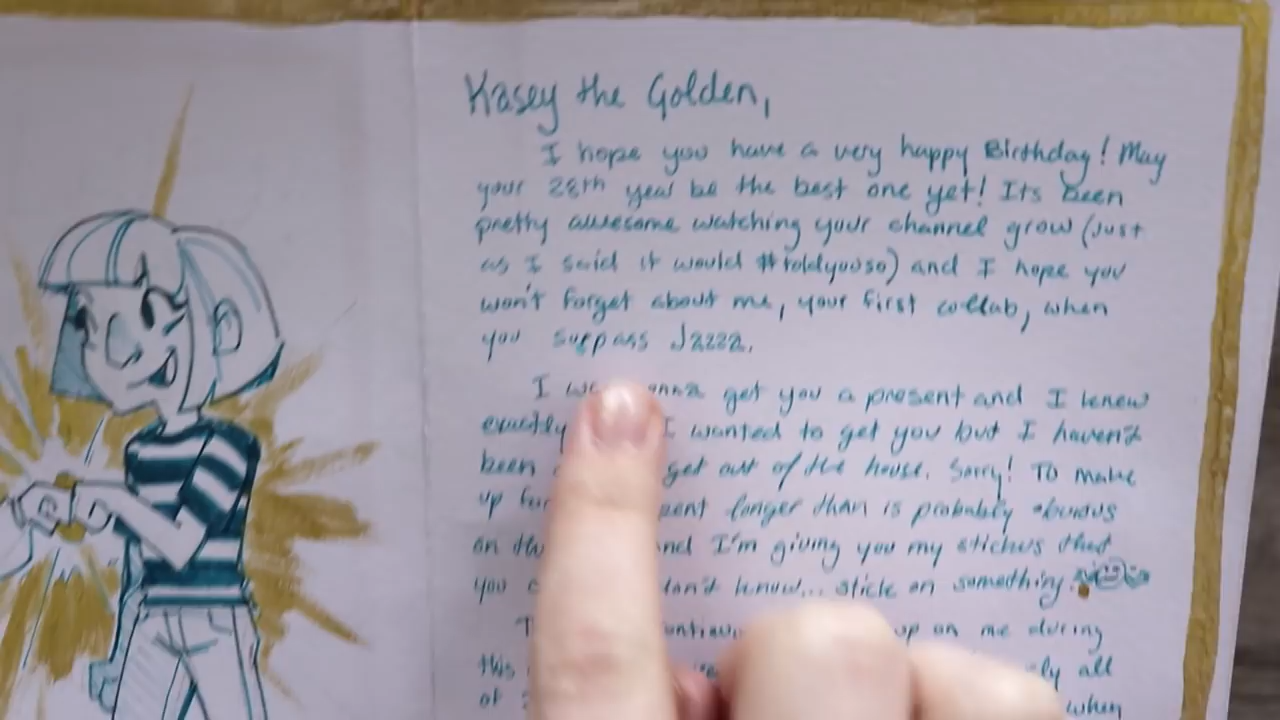 Kasey the Golden,
I hope you have a very happy Birthday! May
your 28th year be the best one yet! Its been
pretty awesome watching your channel grow (just
as I said it would #toldyouso) and I hope you
won't forget about me, your first collab, when
you surpass Jazza.
I get you a present and I knew
exactly I wanted to get you but I haven't
been get out of the house. Sorry! To make
up longer than is probably obvious
on I'm giving you my stickers that
you know... stick on something.
up on me during
this all
of when